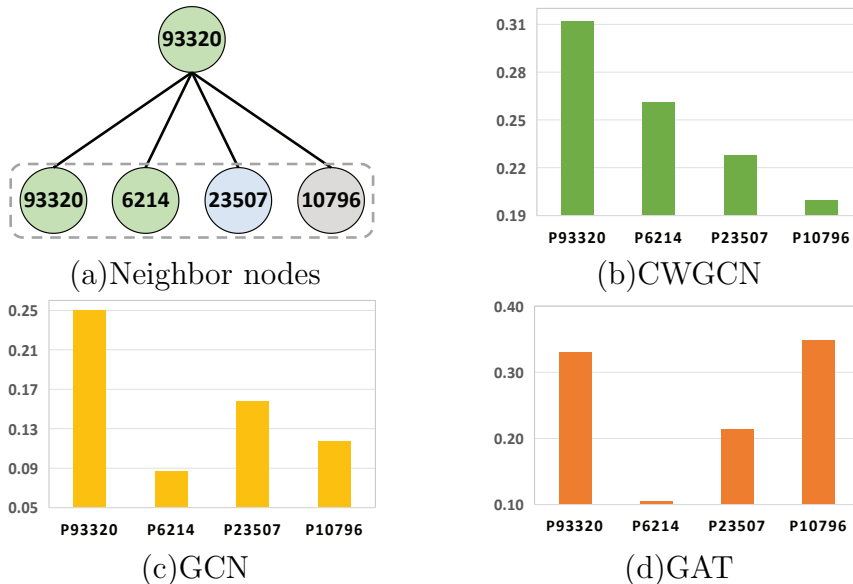 93320
93320 6214 23507 10796
(a)Neighbor nodes
0.31
0.28
0.25
0.22
0.19
P93320 P6214 P23507 P10796
(b)CWGCN
0.25
0.21
0.17
0.13
0.09
0.05
P93320 P6214 P23507 P10796
(c)GCN
0.40
0.30
0.20
0.10
P93320 P6214 P23507 P10796
(d)GAT